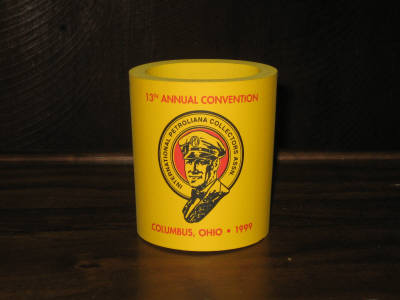 13TH ANNUAL CONVENTION
INTERNATIONAL PETROLIANA COLLECTORS ASSN.
COLUMBUS, OHIO • 1999